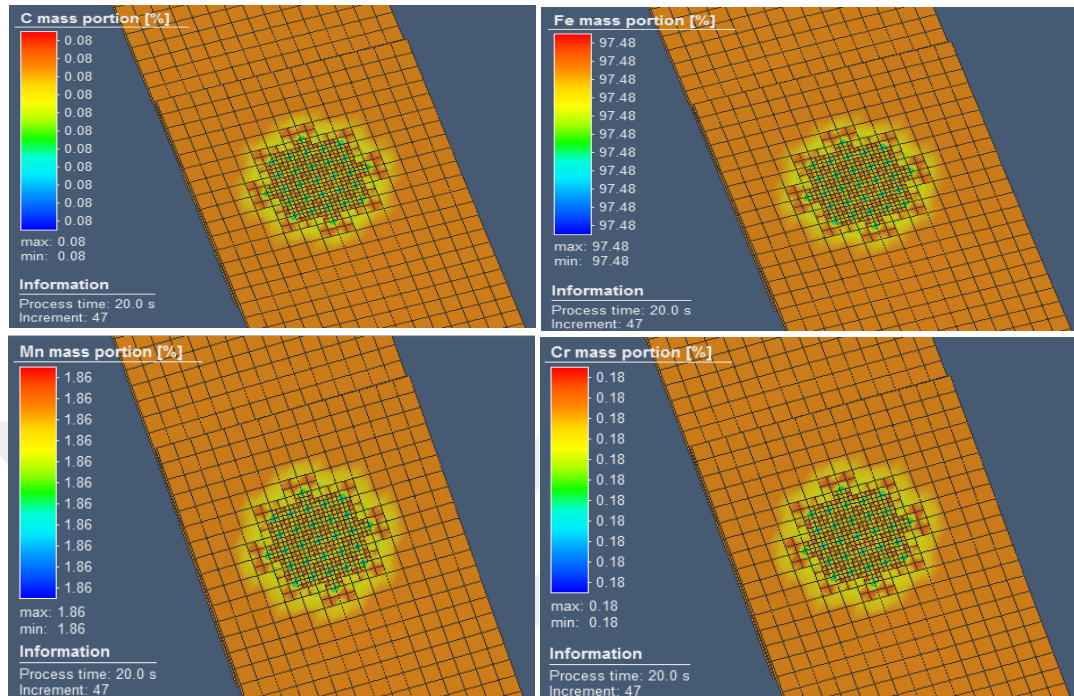 C mass portion [%]
0.08
0.08
0.08
0.08
0.08
0.08
0.08
0.08
0.08
0.08
0.08
max: 0.08
min: 0.08
Information
Process time: 20.0 s
Increment: 47
Fe mass portion [%]
97.48
97.48
97.48
97.48
97.48
97.48
97.48
97.48
97.48
97.48
97.48
max: 97.48
min: 97.48
Information
Process time: 20.0 s
Increment: 47
Mn mass portion [%]
1.86
1.86
1.86
1.86
1.86
1.86
1.86
1.86
1.86
1.86
1.86
max: 1.86
min: 1.86
Information
Process time: 20.0 s
Increment: 47
Cr mass portion [%]
0.18
0.18
0.18
0.18
0.18
0.18
0.18
0.18
0.18
0.18
0.18
max: 0.18
min: 0.18
Information
Process time: 20.0 s
Increment: 47